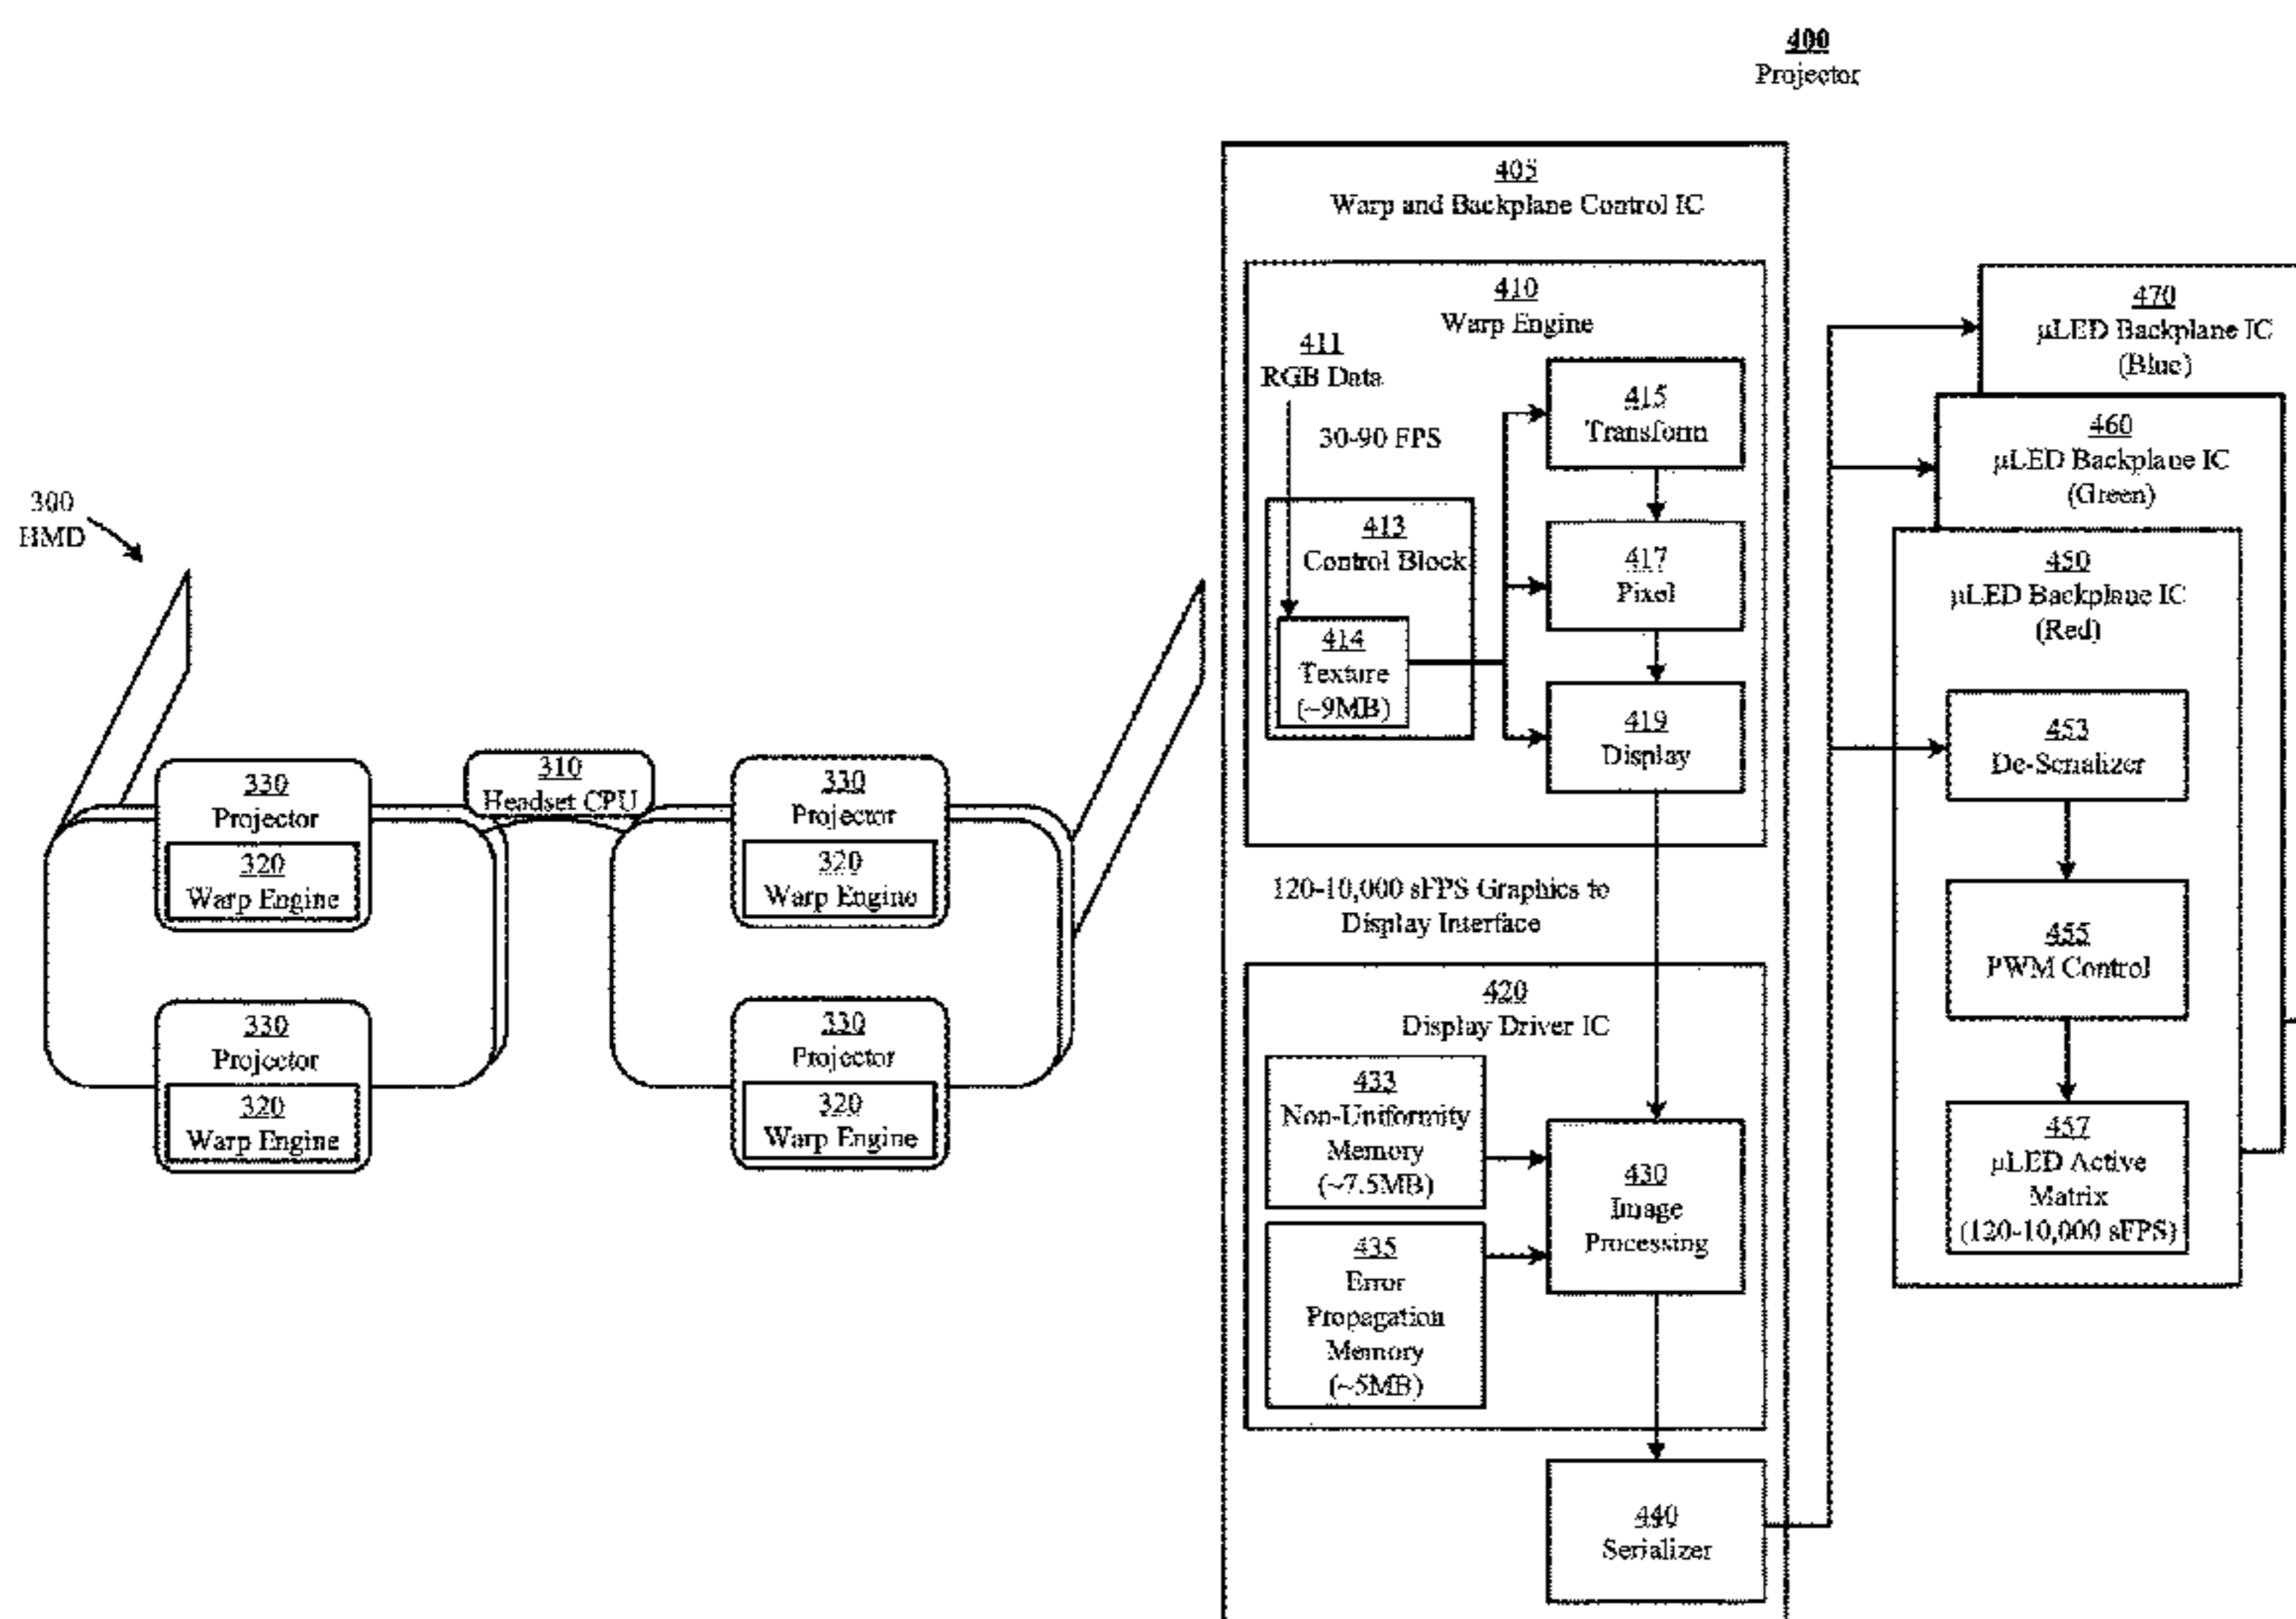 400
Projector
300
HMD
310
Headset CPU
330
Projector
320
Warp Engine
330
Projector
320
Warp Engine
330
Projector
320
Warp Engine
330
Projector
320
Warp Engine
405
Warp and Backplane Control IC
410
Warp Engine
411
RGB Data
30-90 FPS
413
Control Block
414
Texture
(~9MB)
415
Transform
417
Pixel
419
Display
120-10,000 sFPS Graphics to
Display Interface
420
Display Driver IC
433
Non-Uniformity
Memory
(~7.5MB)
435
Error
Propagation
Memory
(~5MB)
430
Image
Processing
440
Serializer
470
µLED Backplane IC
(Blue)
460
µLED Backplane IC
(Green)
450
µLED Backplane IC
(Red)
453
De-Serializer
455
PWM Control
457
µLED Active
Matrix
(120-10,000 sFPS)